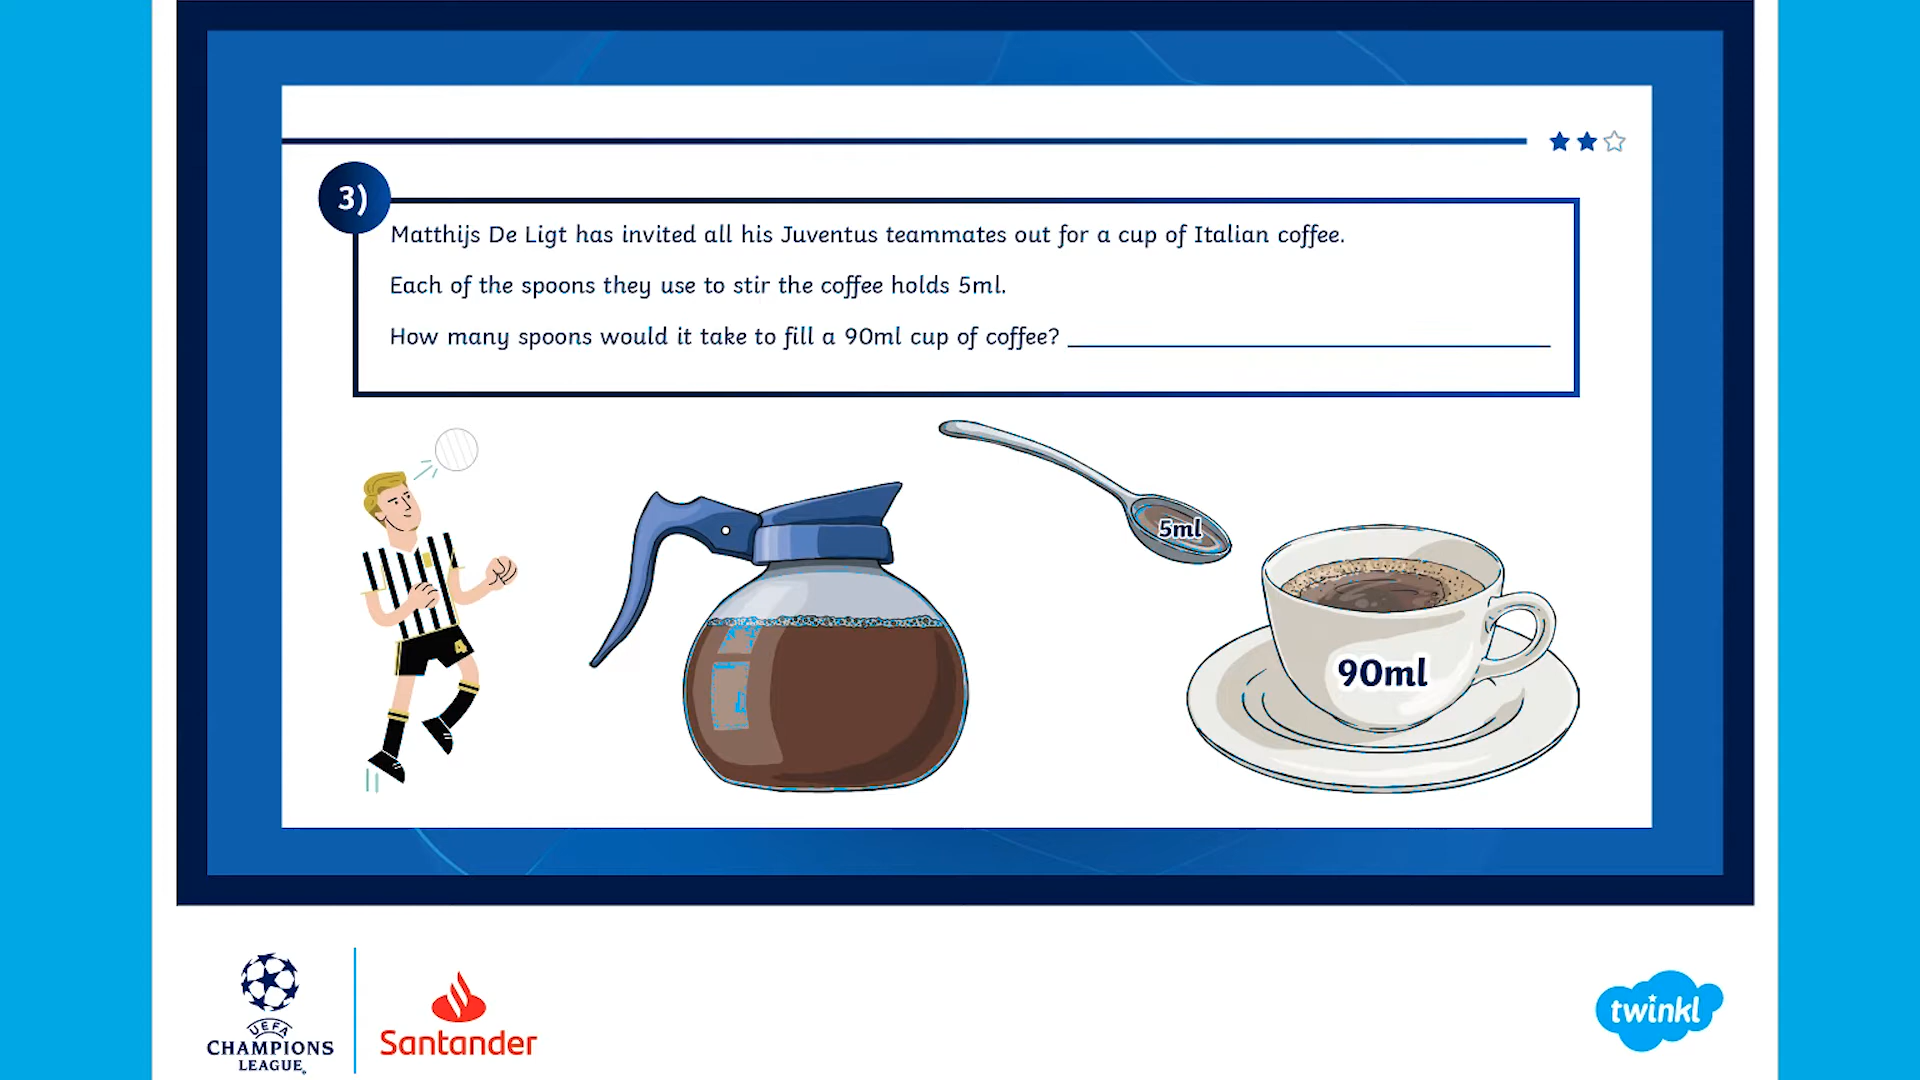 3)
Matthijs De Ligt has invited all his Juventus teammates out for a cup of Italian coffee.
Each of the spoons they use to stir the coffee holds 5ml.
How many spoons would it take to fill a 90ml cup of coffee?
5ml
4
90ml
UEFA
CHAMPIONS
LEAGUE
Santander
twinkl